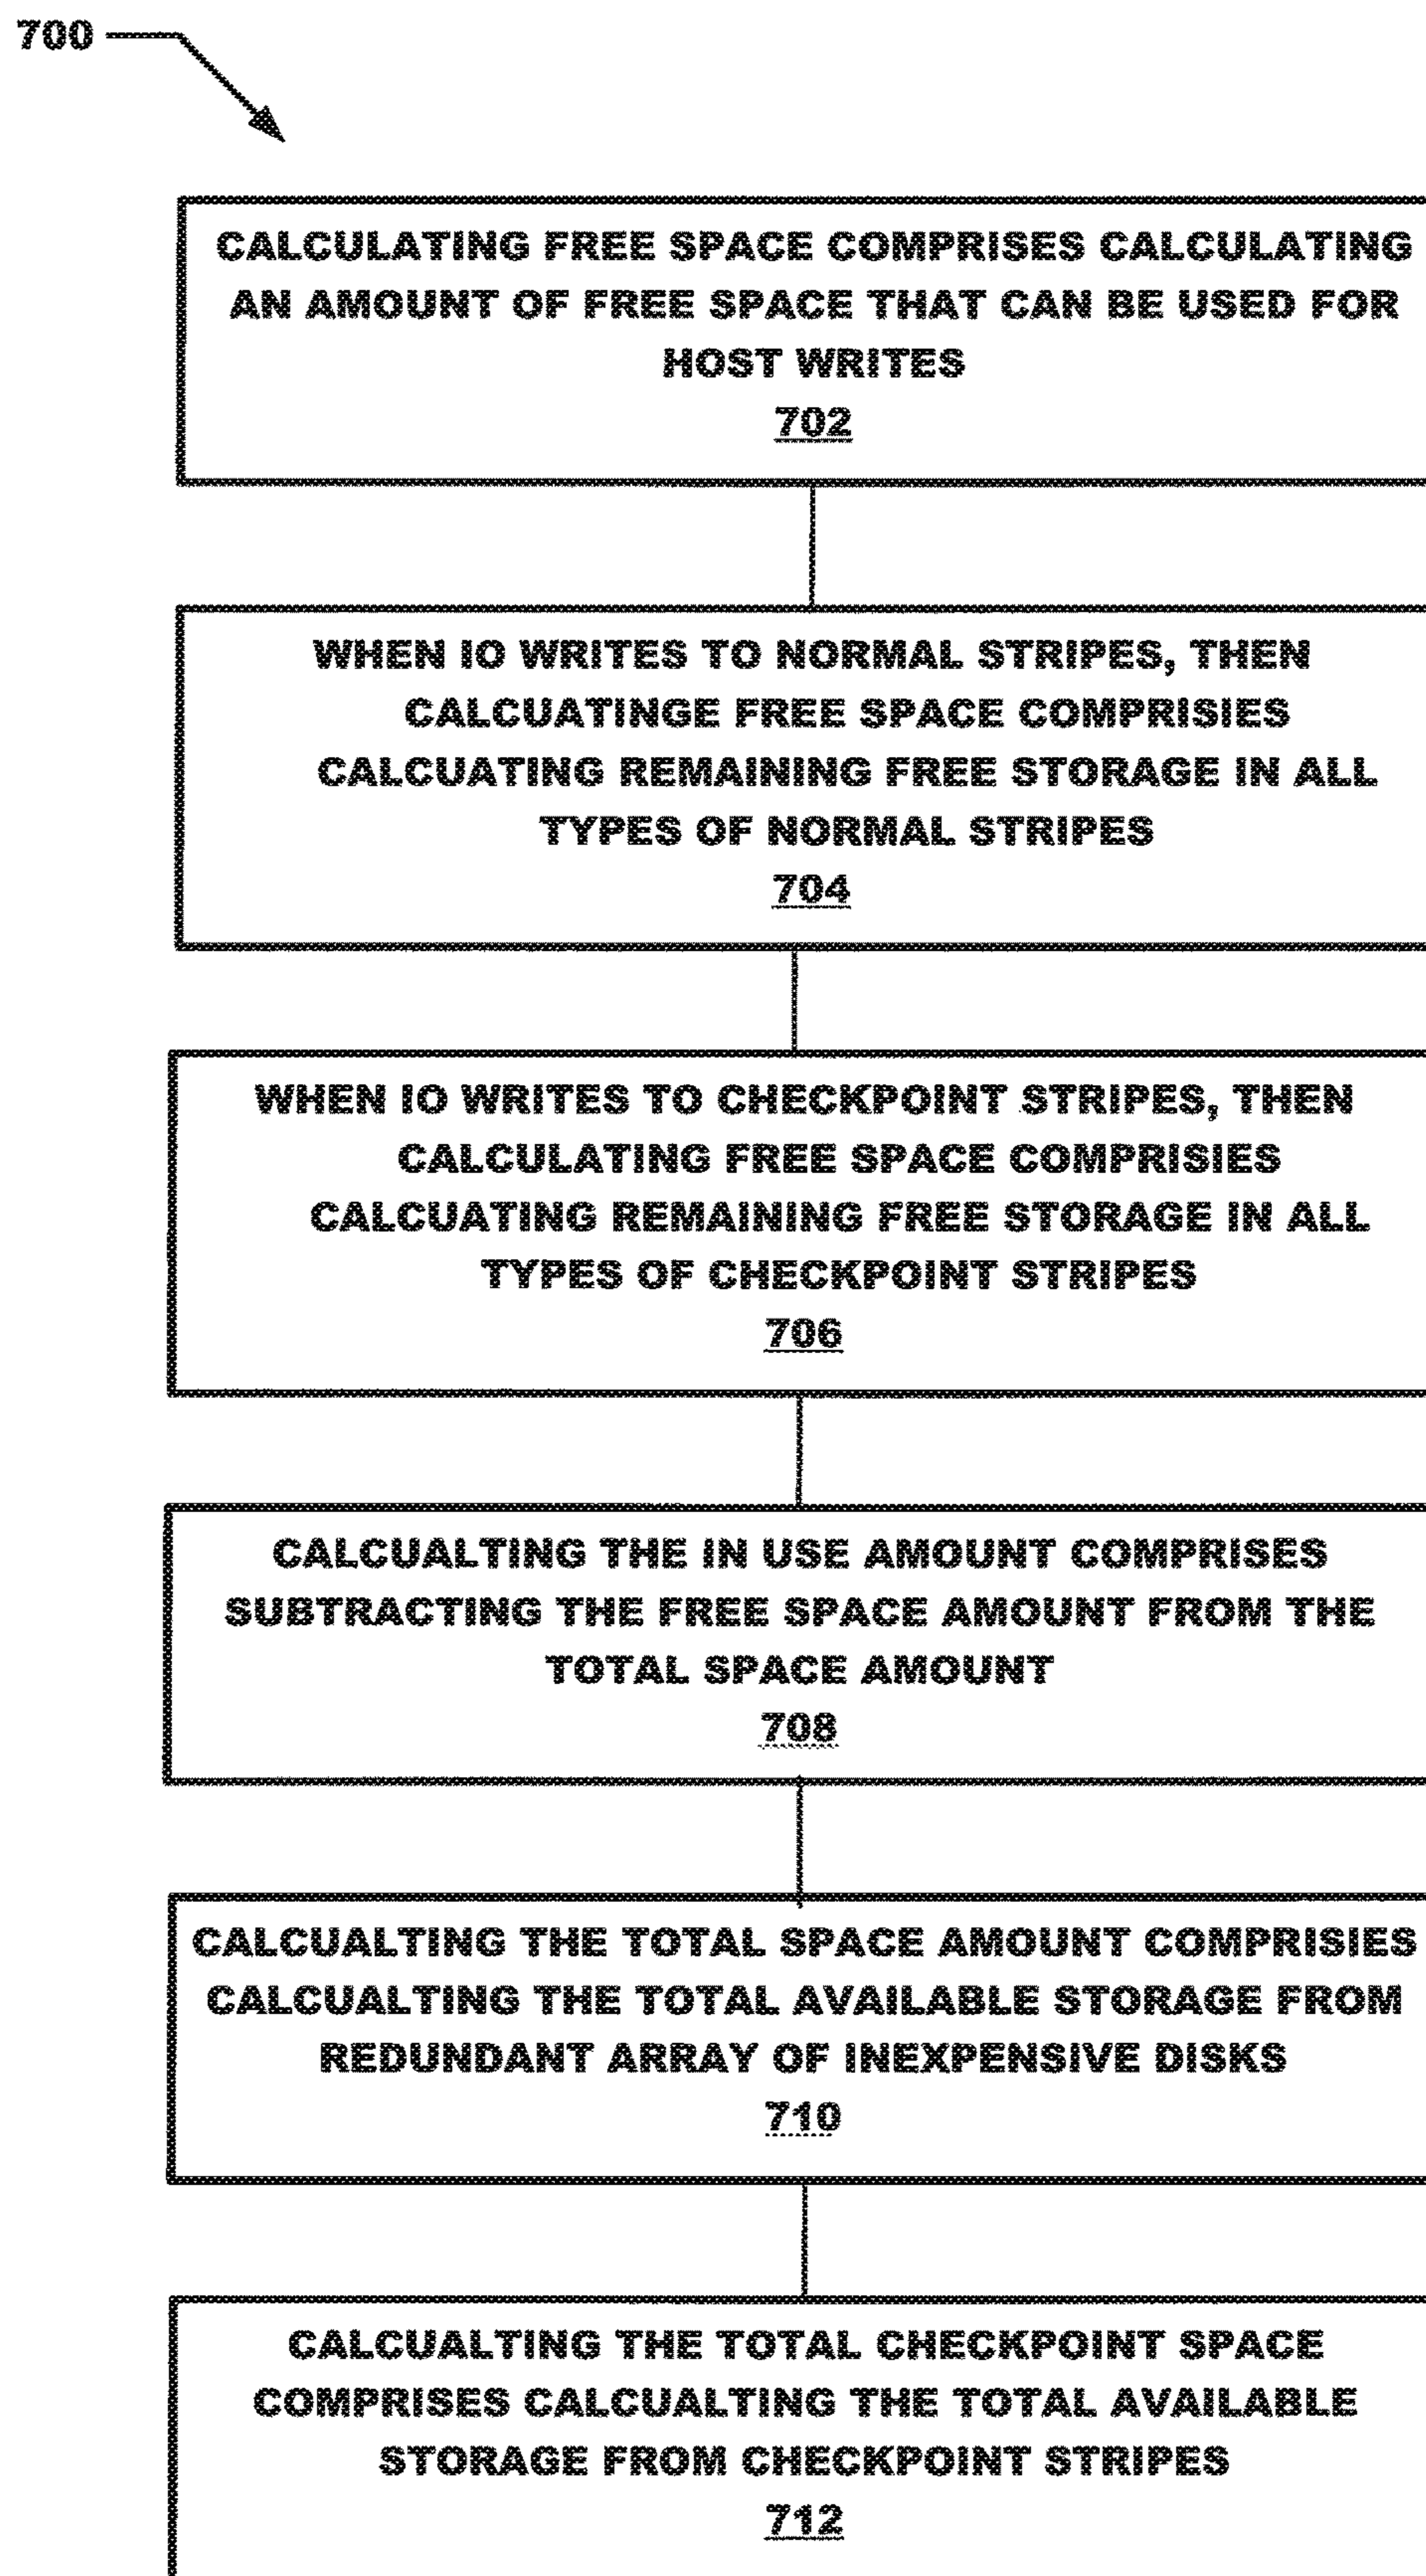 700
CALCULATING FREE SPACE COMPRISES CALCULATING
AN AMOUNT OF FREE SPACE THAT CAN BE USED FOR
HOST WRITES
702
WHEN IO WRITES TO NORMAL STRIPES, THEN
CALCUATINGE FREE SPACE COMPRISIES
CALCUATING REMAINING FREE STORAGE IN ALL
TYPES OF NORMAL STRIPES
704
WHEN IO WRITES TO CHECKPOINT STRIPES, THEN
CALCULATING FREE SPACE COMPRISIES
CALCUATING REMAINING FREE STORAGE IN ALL
TYPES OF CHECKPOINT STRIPES
706
CALCUALTING THE IN USE AMOUNT COMPRISES
SUBTRACTING THE FREE SPACE AMOUNT FROM THE
TOTAL SPACE AMOUNT
708
CALCUALTING THE TOTAL SPACE AMOUNT COMPRISIES
CALCUALTING THE TOTAL AVAILABLE STORAGE FROM
REDUNDANT ARRAY OF INEXPENSIVE DISKS
710
CALCUALTING THE TOTAL CHECKPOINT SPACE
COMPRISES CALCUALTING THE TOTAL AVAILABLE
STORAGE FROM CHECKPOINT STRIPES
712